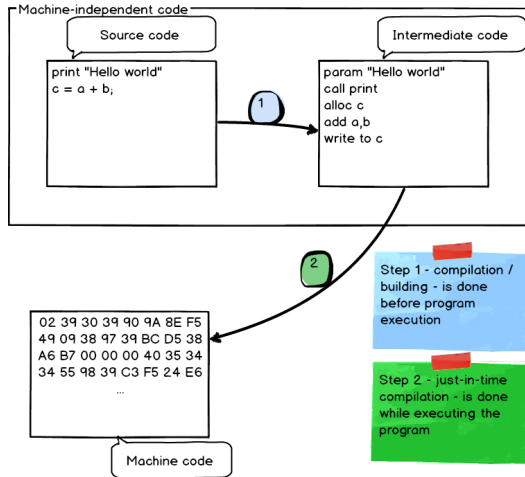 Machine-independent code
Source code
print "Hello world"
c = a + b;
1
Intermediate code
param "Hello world"
call print
alloc c
add a,b
write to c
2
02 39 30 39 90 9A 8E F5
49 09 38 97 39 BC D5 38
A6 B7 00 00 00 40 35 34
34 55 98 39 C3 F5 24 E6
...
Machine code
Step 1 - compilation /
building - is done
before program
execution
Step 2 - just-in-time
compilation - is done
while executing the
program